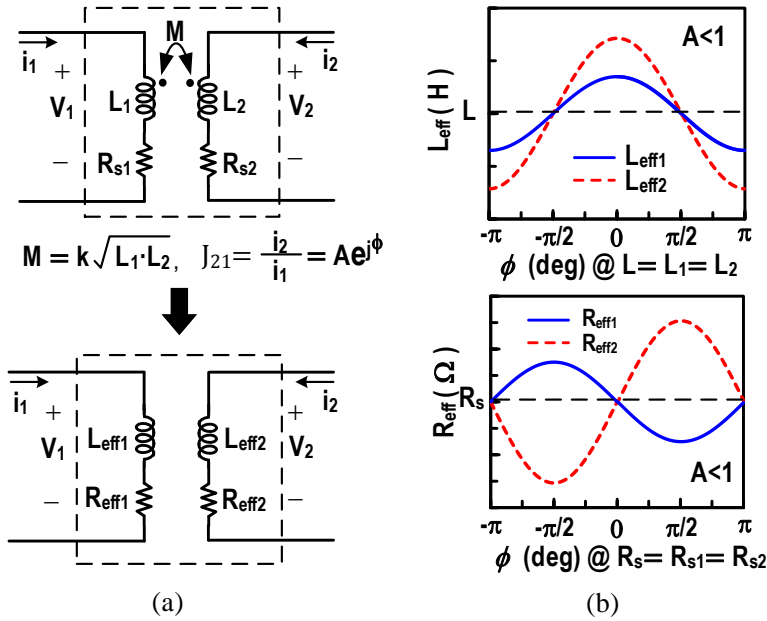 M
i1 + V1 − L1 Rs1 L2 Rs2 + V2 − i2
M = k√L1·L2, J21 = i2/i1 = Ae^jϕ
i1 + V1 − Leff1 Reff1 Leff2 Reff2 + V2 − i2
(a)
Leff ( H )
A<1
L
Leff1
Leff2
-π -π/2 0 π/2 π
ϕ (deg) @ L= L1= L2
Reff ( Ω )
Reff1
Reff2
Rs
A<1
-π -π/2 0 π/2 π
ϕ (deg) @ Rs= Rs1= Rs2
(b)